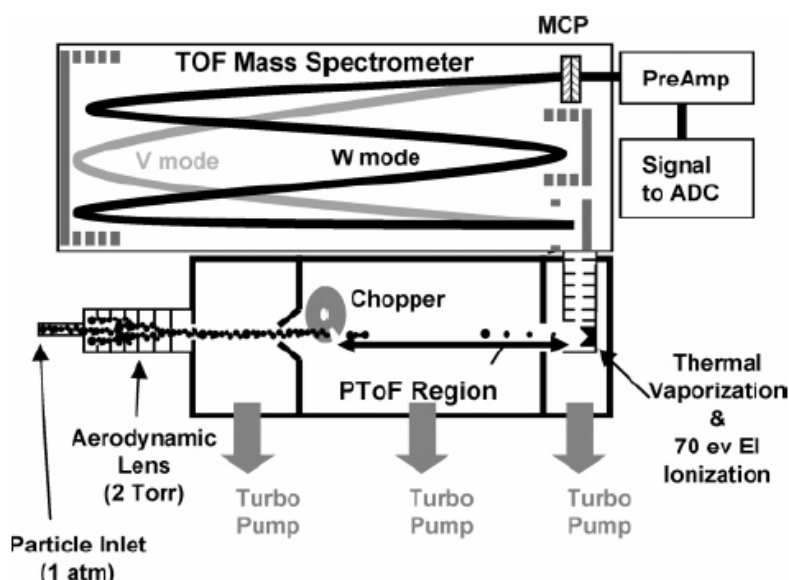 MCP
TOF Mass Spectrometer
PreAmp
V mode
W mode
Signal
to ADC
Chopper
PToF Region
Thermal
Vaporization
&
70 ev EI
Ionization
Aerodynamic
Lens
(2 Torr)
Turbo
Pump
Turbo
Pump
Turbo
Pump
Particle Inlet
(1 atm)